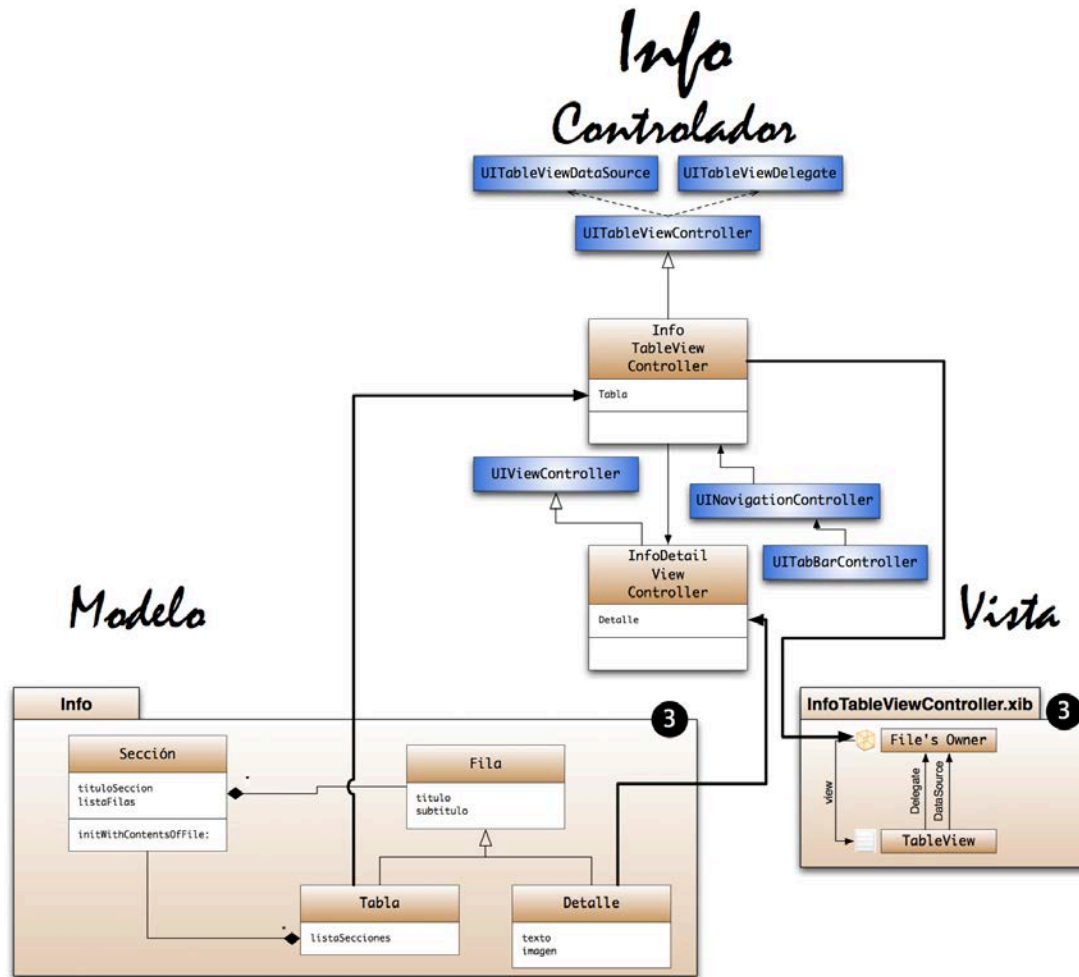 Info
Controlador
UITableViewDataSource
UITableViewDelegate
UITableViewController
Info
TableView
Controller
Tabla
UIViewController
UINavigationController
UITabBarController
InfoDetail
View
Controller
Detalle
Modelo
Vista
Info
3
Sección
tituloSeccion
listaFilas
initWithContentsOfFile:
*
Fila
titulo
subtitulo
Tabla
listaSecciones
*
Detalle
texto
imagen
InfoTableViewController.xib
3
File's Owner
view
Delegate
DataSource
TableView